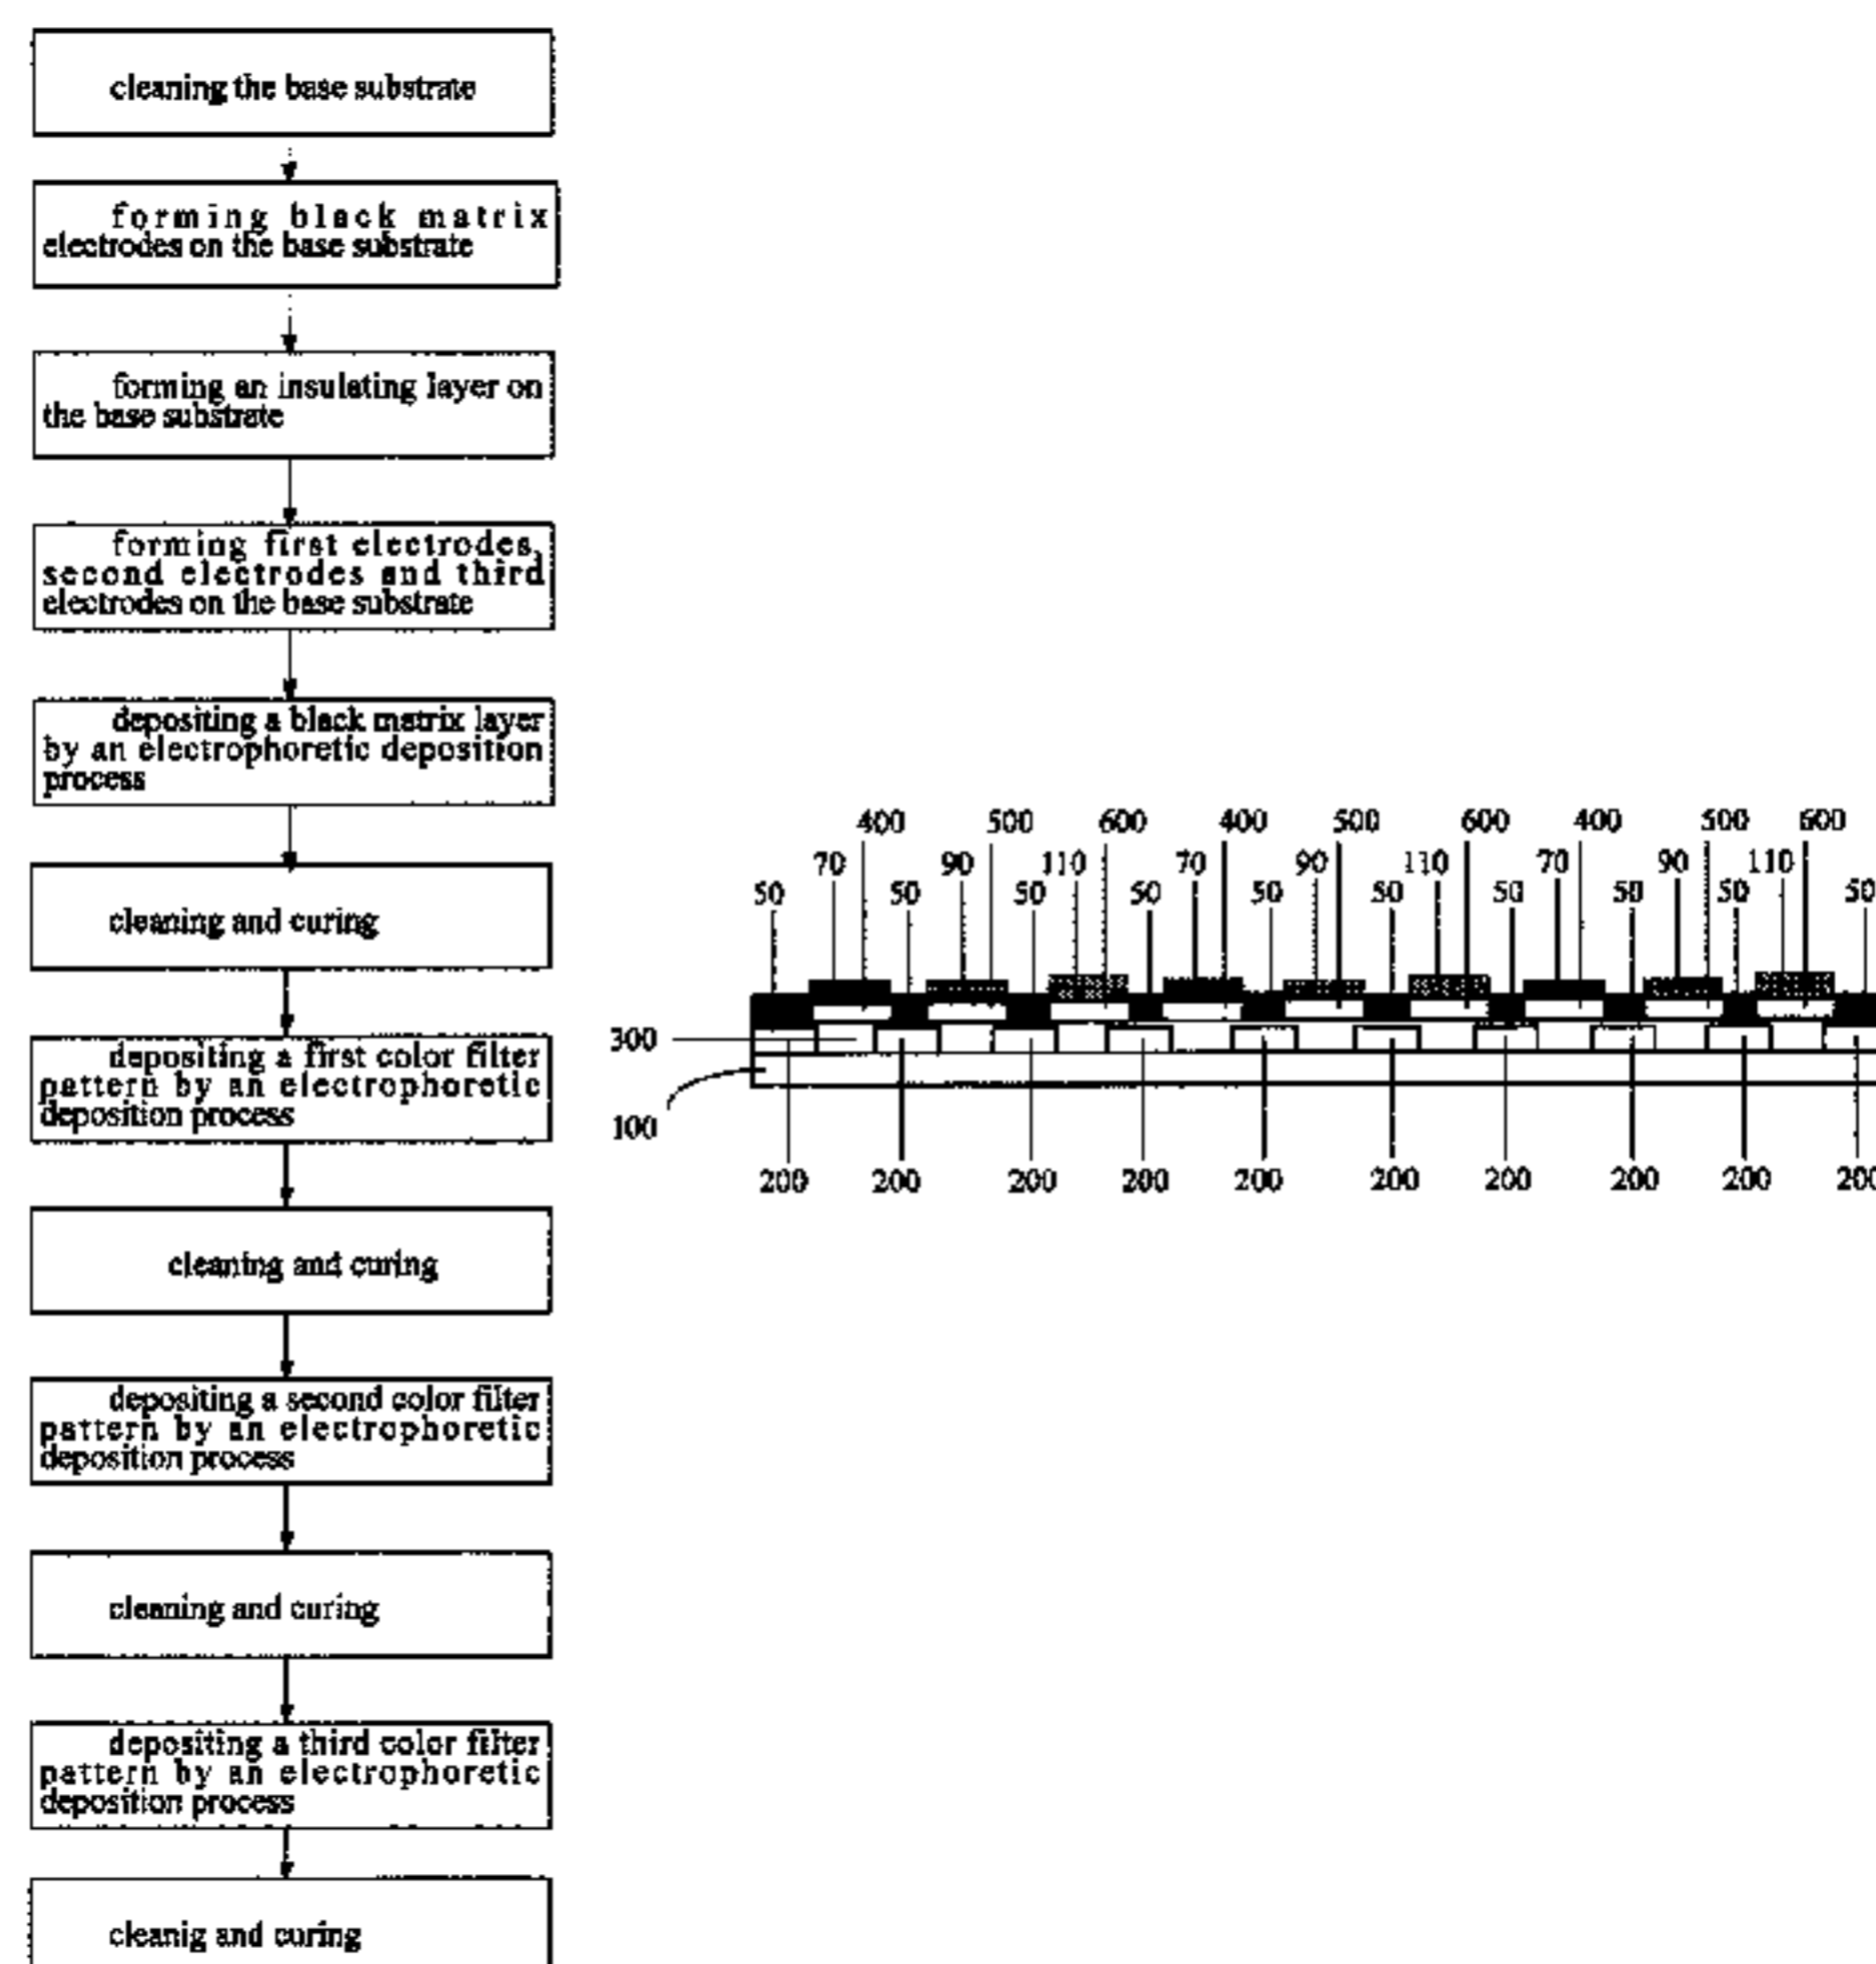 cleaning the base substrate
forming black matrix
electrodes on the base substrate
forming an insulating layer on
the base substrate
forming first electrodes,
second electrodes and third
electrodes on the base substrate
depositing a black matrix layer
by an electrophoretic deposition
process
cleaning and curing
depositing a first color filter
pattern by an electrophoretic
deposition process
cleaning and curing
depositing a second color filter
pattern by an electrophoretic
deposition process
cleaning and curing
depositing a third color filter
pattern by an electrophoretic
deposition process
cleanig and curing
400 500 600 400 500 600 400 500 600
70 90 110 70 90 110 70 90 110
50 50 50 50 50 50 50 50 50 50
300
100
200 200 200 200 200 200 200 200 200 200